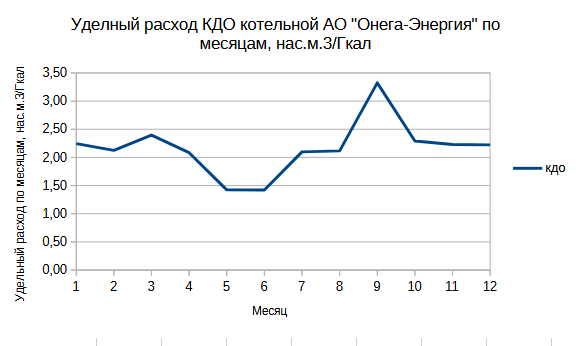 Уделный расход КДО котельной АО "Онега-Энергия" по
месяцам, нас.м.3/Гкал
Удельный расход по месяцам, нас.м.3/Гкал
3,50
3,00
2,50
2,00
1,50
1,00
0,50
0,00
1 2 3 4 5 6 7 8 9 10 11 12
Месяц
кдо